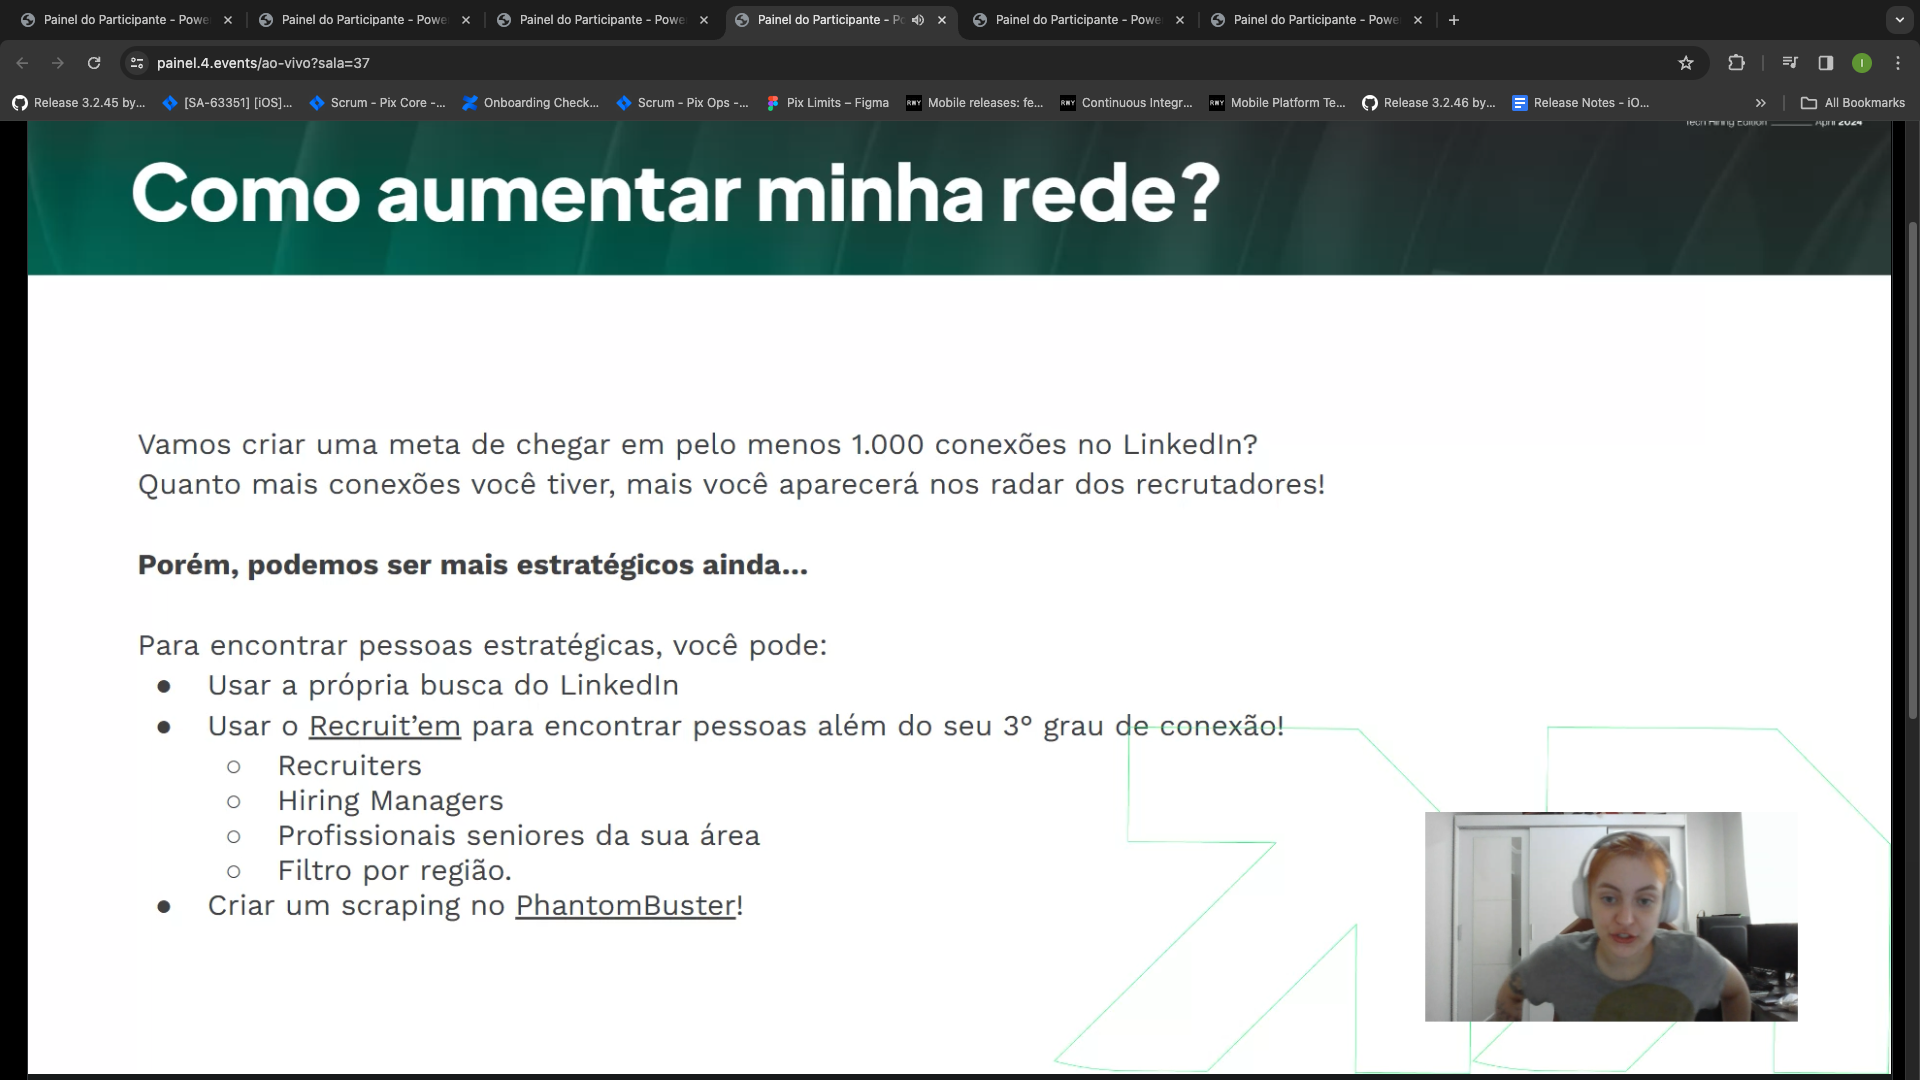 Painel do Participante - Powe
Painel do Participante - Powe
Painel do Participante - Powe
Painel do Participante - Po
Painel do Participante - Powe
Painel do Participante - Powe
painel.4.events/ao-vivo?sala=37
I
Release 3.2.45 by...
[SA-63351] [iOS]...
Scrum - Pix Core -...
Onboarding Check...
Scrum - Pix Ops -...
Pix Limits – Figma
Mobile releases: fe...
Continuous Integr...
Mobile Platform Te...
Release 3.2.46 by...
Release Notes - iO...
All Bookmarks
Tech Hiring Edition April 2024
Como aumentar minha rede?
Vamos criar uma meta de chegar em pelo menos 1.000 conexões no LinkedIn?
Quanto mais conexões você tiver, mais você aparecerá nos radar dos recrutadores!
Porém, podemos ser mais estratégicos ainda...
Para encontrar pessoas estratégicas, você pode:
● Usar a própria busca do LinkedIn
● Usar o Recruit’em para encontrar pessoas além do seu 3° grau de conexão!
○ Recruiters
○ Hiring Managers
○ Profissionais seniores da sua área
○ Filtro por região.
● Criar um scraping no PhantomBuster!